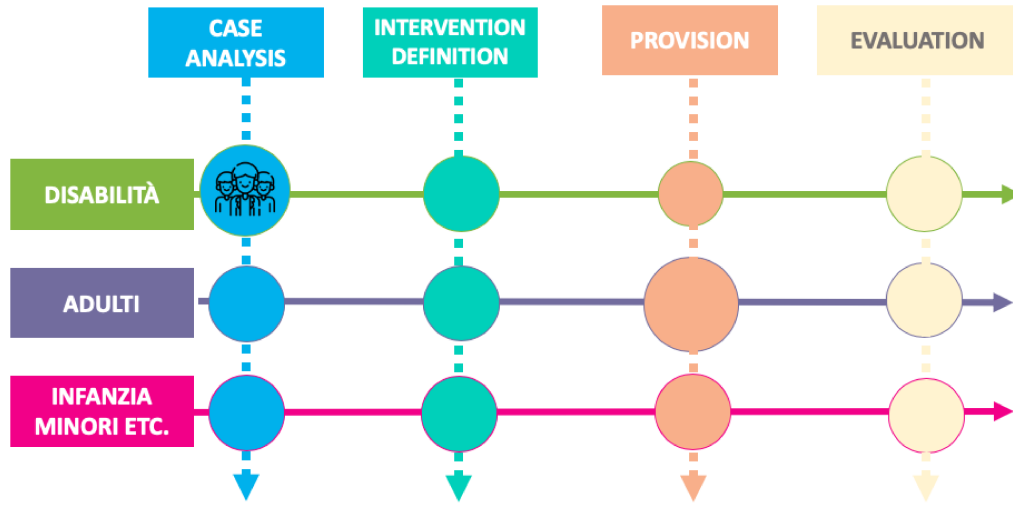 CASE
ANALYSIS
INTERVENTION
DEFINITION
PROVISION
EVALUATION
DISABILITÀ
ADULTI
INFANZIA
MINORI ETC.